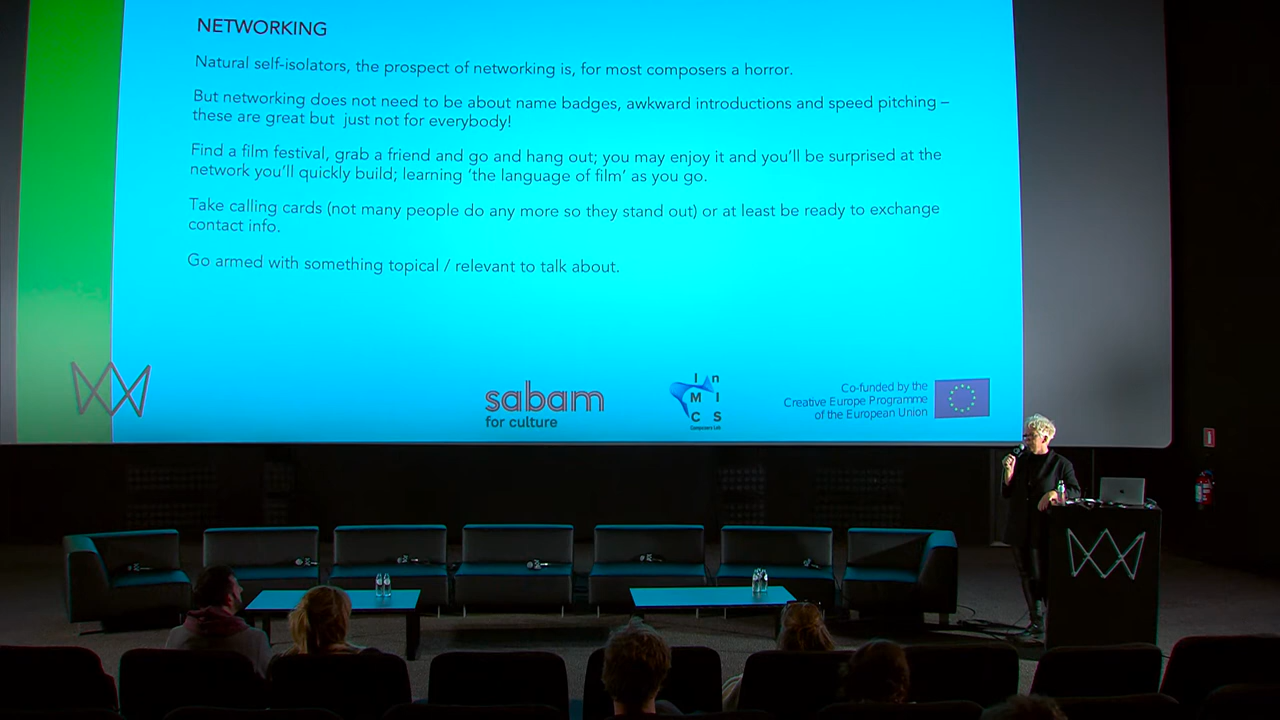 NETWORKING
Natural self-isolators, the prospect of networking is, for most composers a horror.
But networking does not need to be about name badges, awkward introductions and speed pitching –
these are great but  just not for everybody!
Find a film festival, grab a friend and go and hang out; you may enjoy it and you'll be surprised at the
network you'll quickly build; learning 'the language of film' as you go.
Take calling cards (not many people do any more so they stand out) or at least be ready to exchange
contact info.
Go armed with something topical / relevant to talk about.
sabam
for culture
I n
M I
C S
Composers Lab
Co-funded by the
Creative Europe Programme
of the European Union